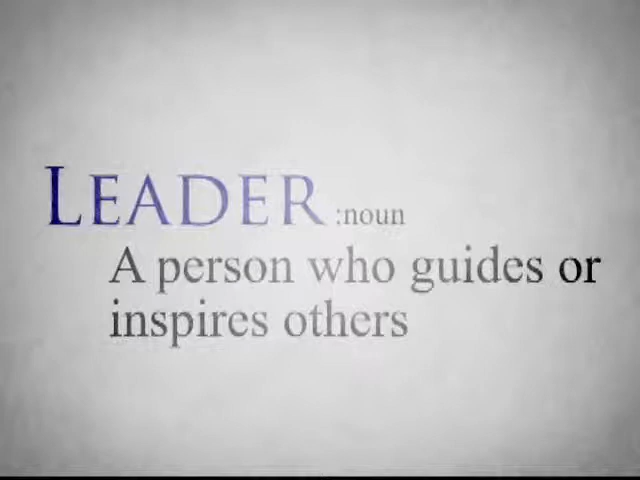 LEADER :noun
A person who guides or
inspires others